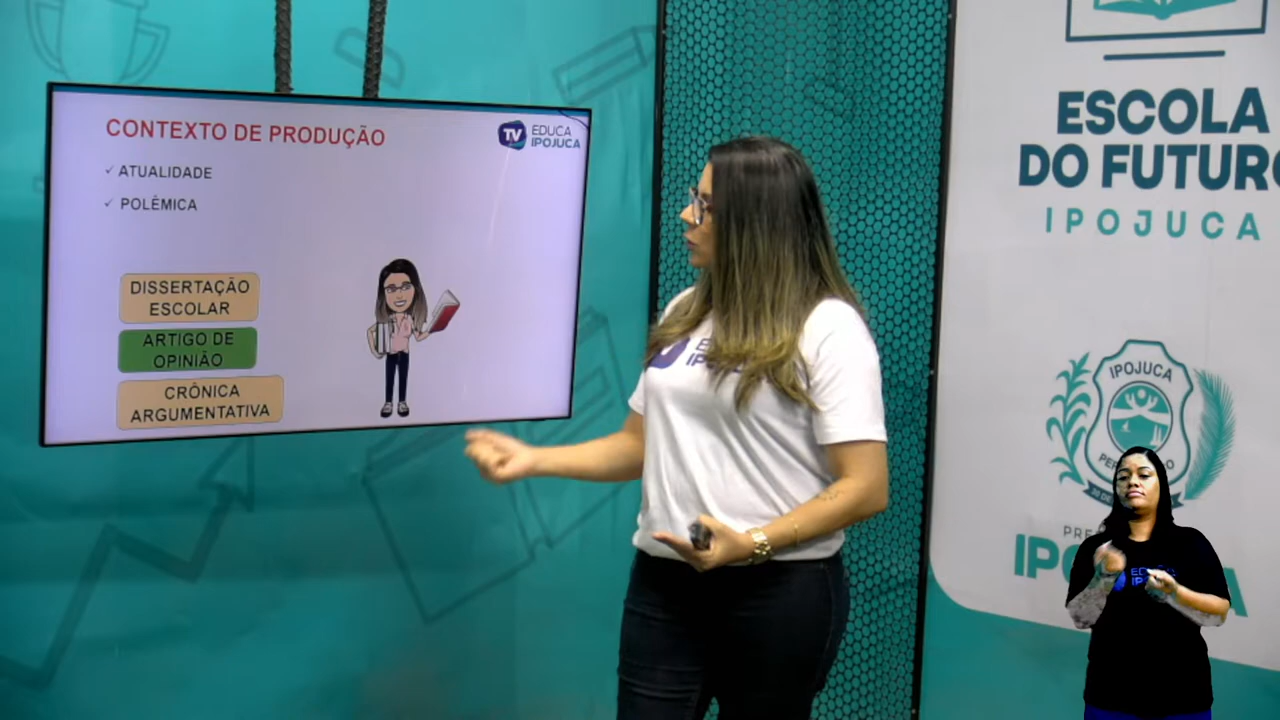 CONTEXTO DE PRODUÇÃO
TV EDUCA
IPOJUCA
✓ ATUALIDADE
✓ POLÊMICA
DISSERTAÇÃO
ESCOLAR
ARTIGO DE
OPINIÃO
CRÔNICA
ARGUMENTATIVA
ESCOLA
DO FUTURO
IPOJUCA
IPOJUCA